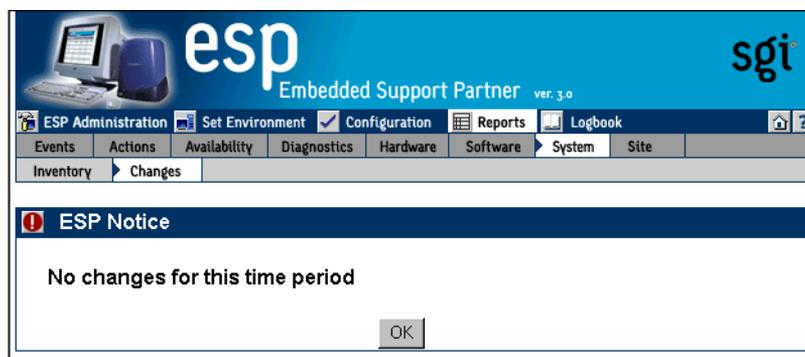 esp
Embedded Support Partner ver. 3.0
sgi
ESP Administration Set Environment Configuration Reports Logbook ?
Events Actions Availability Diagnostics Hardware Software System Site
Inventory Changes
ESP Notice
No changes for this time period
OK